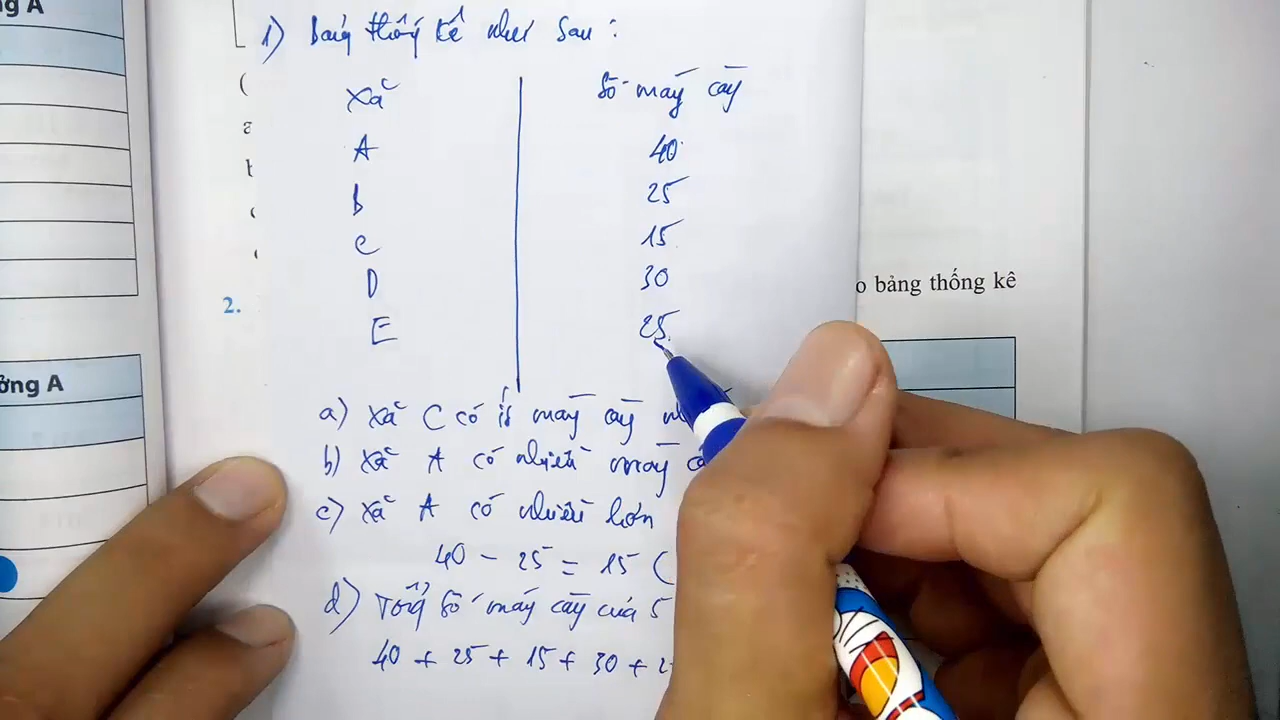 g A
1) Bảng thống kê như sau :
Xã Số máy cày
A 40
B 25
C 15
D 30
E 25
2.
o bảng thống kê
ờng A
a) Xã C có ít máy cày
b) Xã A có nhiều máy
c) Xã A có nhiều hơn
40 - 25 = 15 (
d) Tổng số máy cày của 5
40 + 25 + 15 + 30 + 2